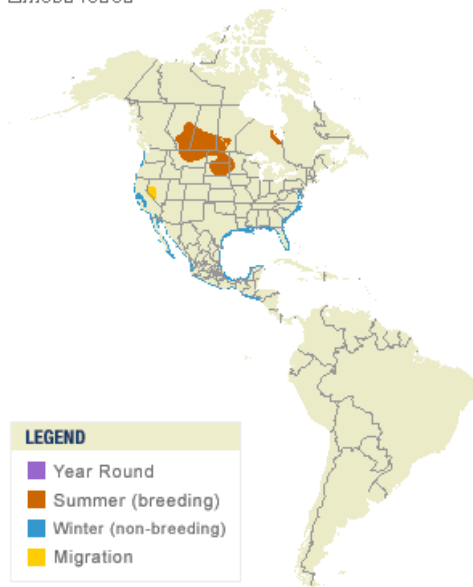 LEGEND
Year Round
Summer (breeding)
Winter (non-breeding)
Migration